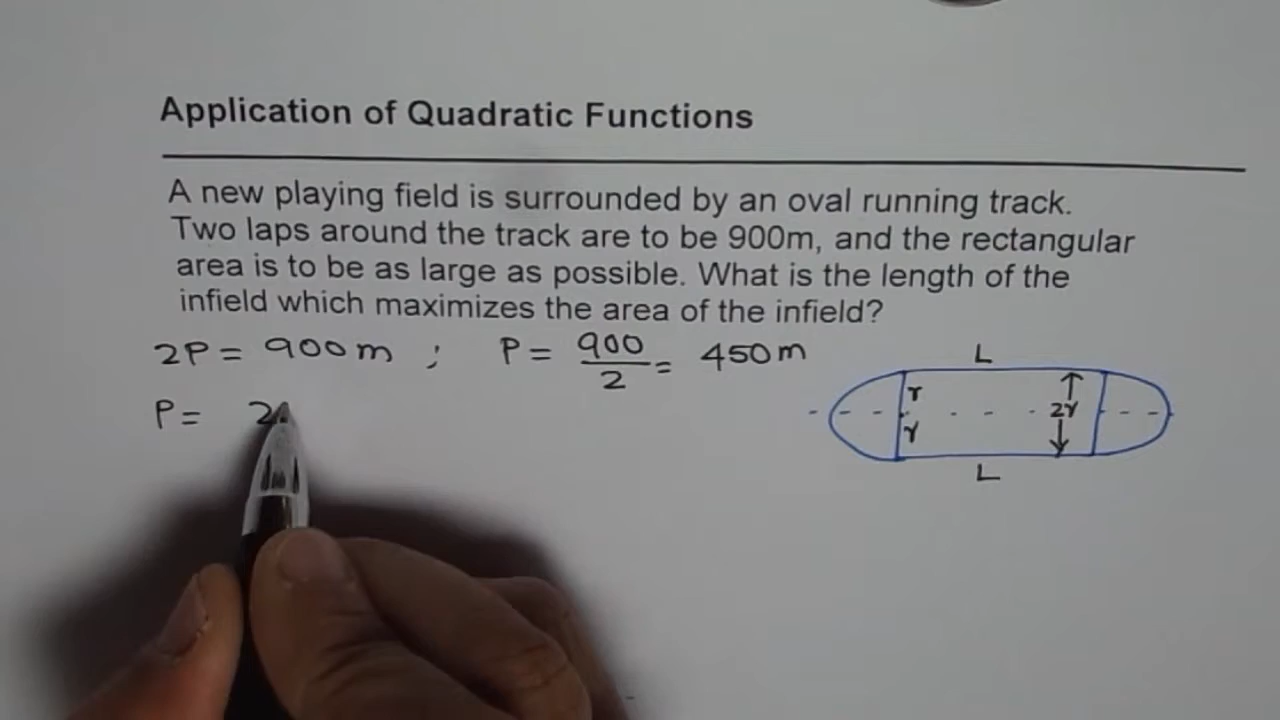 Application of Quadratic Functions
A new playing field is surrounded by an oval running track.
Two laps around the track are to be 900m, and the rectangular
area is to be as large as possible. What is the length of the
infield which maximizes the area of the infield?
2P = 900m ; P = 900/2 = 450m
P = 2
L
r
r
2r
L